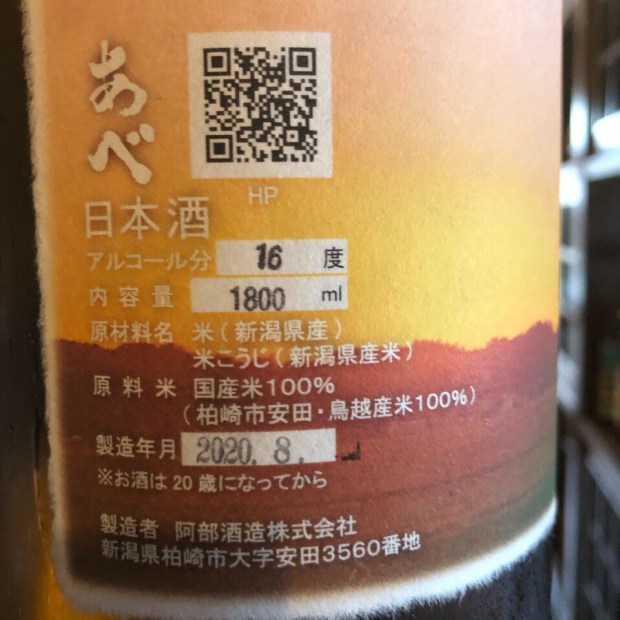 あべ
HP
日本酒
アルコール分 16 度
内容量 1800 ml
原材料名 米(新潟県産)
米こうじ(新潟県産米)
原料米 国産米100%
(柏崎市安田・鳥越産米100%)
製造年月 2020.8.
※お酒は20歳になってから
製造者 阿部酒造株式会社
新潟県柏崎市大字安田3560番地